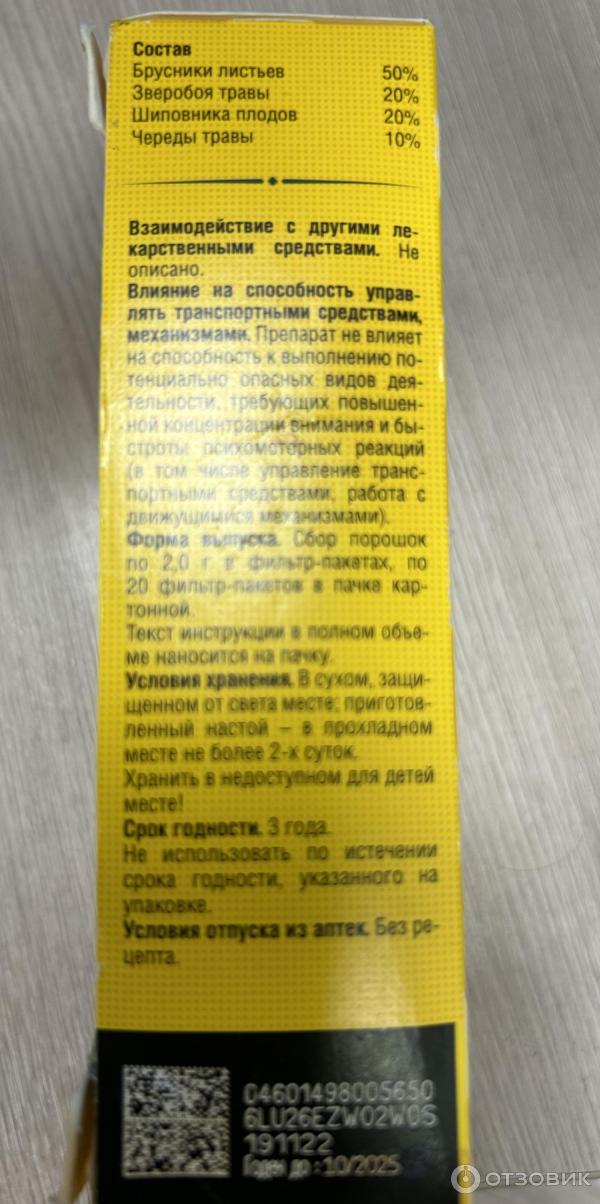 Состав
Брусники листьев 50%
Зверобоя травы 20%
Шиповника плодов 20%
Череды травы 10%
Взаимодействие с другими ле-
карственными средствами. Не
описано.
Влияние на способность управ-
лять транспортными средствами,
механизмами. Препарат не влияет
на способность к выполнению по-
тенциально опасных видов дея-
тельности, требующих повышен-
ной концентрации внимания и бы-
строты психомоторных реакций
(в том числе управление транс-
портными средствами, работа с
движущимися механизмами).
Форма выпуска. Сбор порошок
по 2,0 г в фильтр-пакетах, по
20 фильтр-пакетов в пачке кар-
тонной.
Текст инструкции в полном объе-
ме наносится на пачку.
Условия хранения. В сухом, защи-
щенном от света месте; приготов-
ленный настой – в прохладном
месте не более 2-х суток.
Хранить в недоступном для детей
месте!
Срок годности. 3 года.
Не использовать по истечении
срока годности, указанного на
упаковке.
Условия отпуска из аптек. Без ре-
цепта.
04601498005650
6LU26EZW02W0S
191122
Годен до : 10/2025
ОТЗОВИК